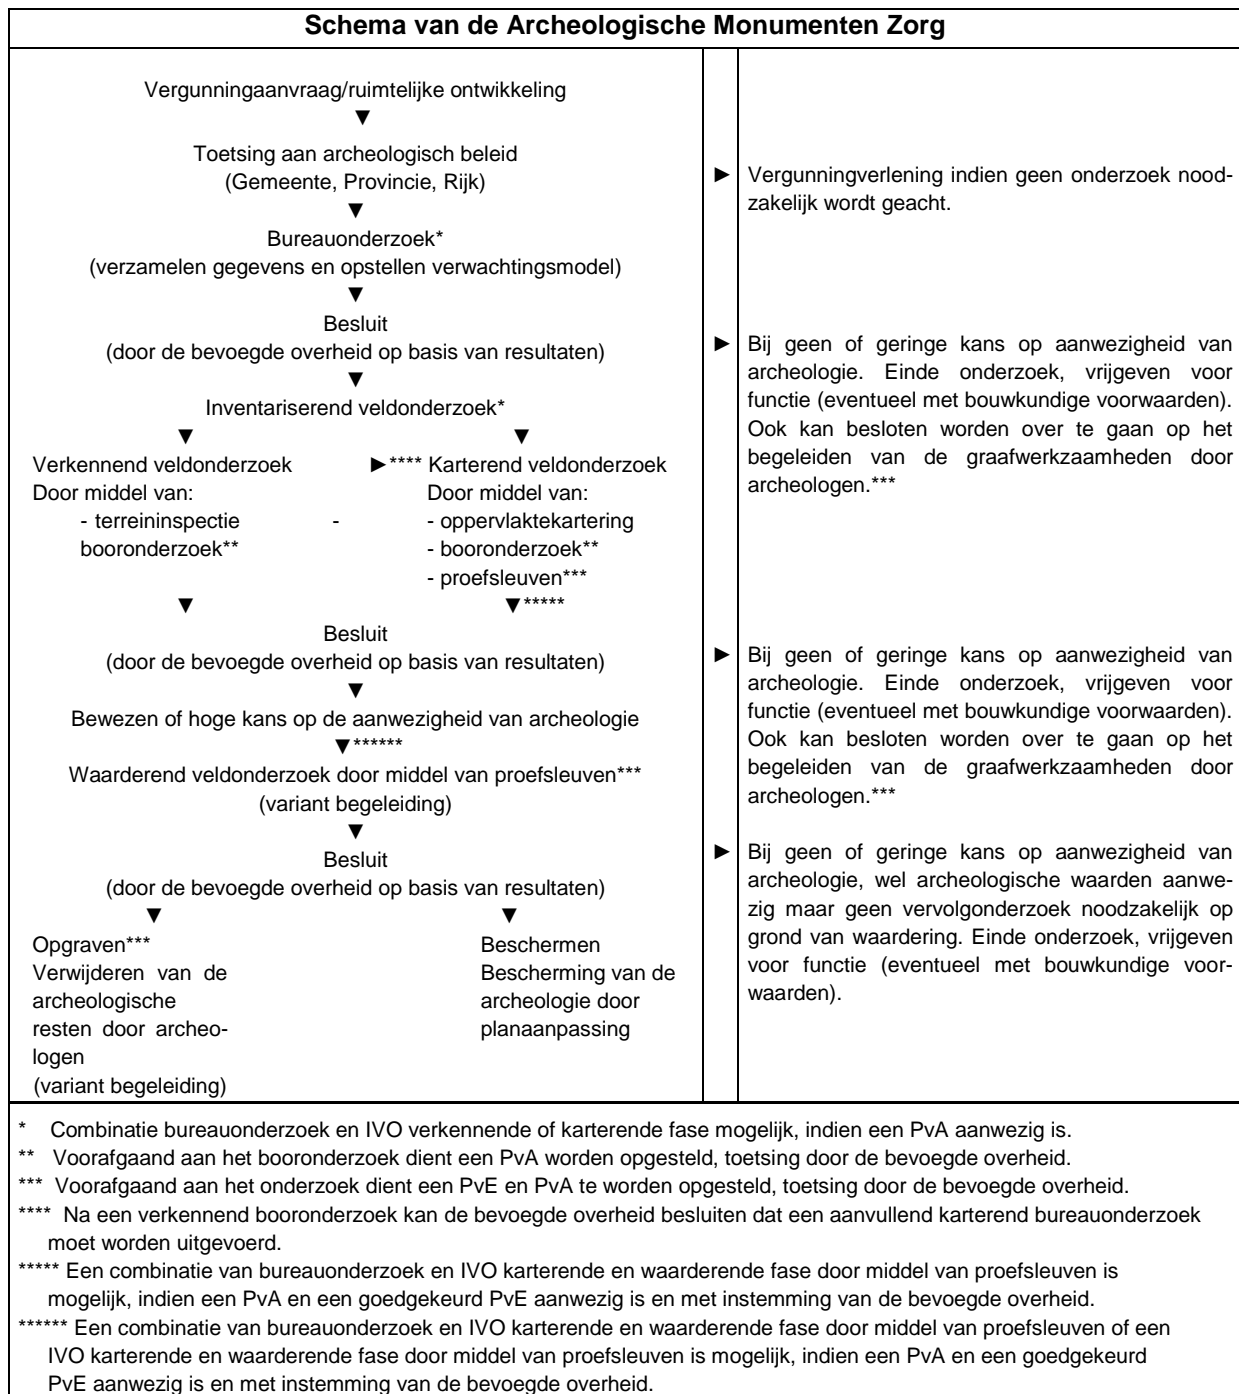 Schema van de Archeologische Monumenten Zorg
Vergunningaanvraag/ruimtelijke ontwikkeling
▼
Toetsing aan archeologisch beleid
(Gemeente, Provincie, Rijk)
▼
► Vergunningverlening indien geen onderzoek nood-
zakelijk wordt geacht.
Bureauonderzoek*
(verzamelen gegevens en opstellen verwachtingsmodel)
▼
Besluit
(door de bevoegde overheid op basis van resultaten)
▼
► Bij geen of geringe kans op aanwezigheid van
archeologie. Einde onderzoek, vrijgeven voor
functie (eventueel met bouwkundige voorwaarden).
Ook kan besloten worden over te gaan op het
begeleiden van de graafwerkzaamheden door
archeologen.***
Inventariserend veldonderzoek*
▼ ▼
Verkennend veldonderzoek ►**** Karterend veldonderzoek
Door middel van: Door middel van:
- terreininspectie - - oppervlaktekartering
booronderzoek** - booronderzoek**
- proefsleuven***
▼ ▼*****
Besluit
(door de bevoegde overheid op basis van resultaten)
▼
► Bij geen of geringe kans op aanwezigheid van
archeologie. Einde onderzoek, vrijgeven voor
functie (eventueel met bouwkundige voorwaarden).
Ook kan besloten worden over te gaan op het
begeleiden van de graafwerkzaamheden door
archeologen.***
Bewezen of hoge kans op de aanwezigheid van archeologie
▼******
Waarderend veldonderzoek door middel van proefsleuven***
(variant begeleiding)
▼
Besluit
(door de bevoegde overheid op basis van resultaten)
▼ ▼
► Bij geen of geringe kans op aanwezigheid van
archeologie, wel archeologische waarden aanwe-
zig maar geen vervolgonderzoek noodzakelijk op
grond van waardering. Einde onderzoek, vrijgeven
voor functie (eventueel met bouwkundige voor-
waarden).
Opgraven***
Verwijderen van de
archeologische
resten door archeo-
logen
(variant begeleiding)
Beschermen
Bescherming van de
archeologie door
planaanpassing
* Combinatie bureauonderzoek en IVO verkennende of karterende fase mogelijk, indien een PvA aanwezig is.
** Voorafgaand aan het booronderzoek dient een PvA worden opgesteld, toetsing door de bevoegde overheid.
*** Voorafgaand aan het onderzoek dient een PvE en PvA te worden opgesteld, toetsing door de bevoegde overheid.
**** Na een verkennend booronderzoek kan de bevoegde overheid besluiten dat een aanvullend karterend bureauonderzoek
moet worden uitgevoerd.
***** Een combinatie van bureauonderzoek en IVO karterende en waarderende fase door middel van proefsleuven is
mogelijk, indien een PvA en een goedgekeurd PvE aanwezig is en met instemming van de bevoegde overheid.
****** Een combinatie van bureauonderzoek en IVO karterende en waarderende fase door middel van proefsleuven of een
IVO karterende en waarderende fase door middel van proefsleuven is mogelijk, indien een PvA en een goedgekeurd
PvE aanwezig is en met instemming van de bevoegde overheid.